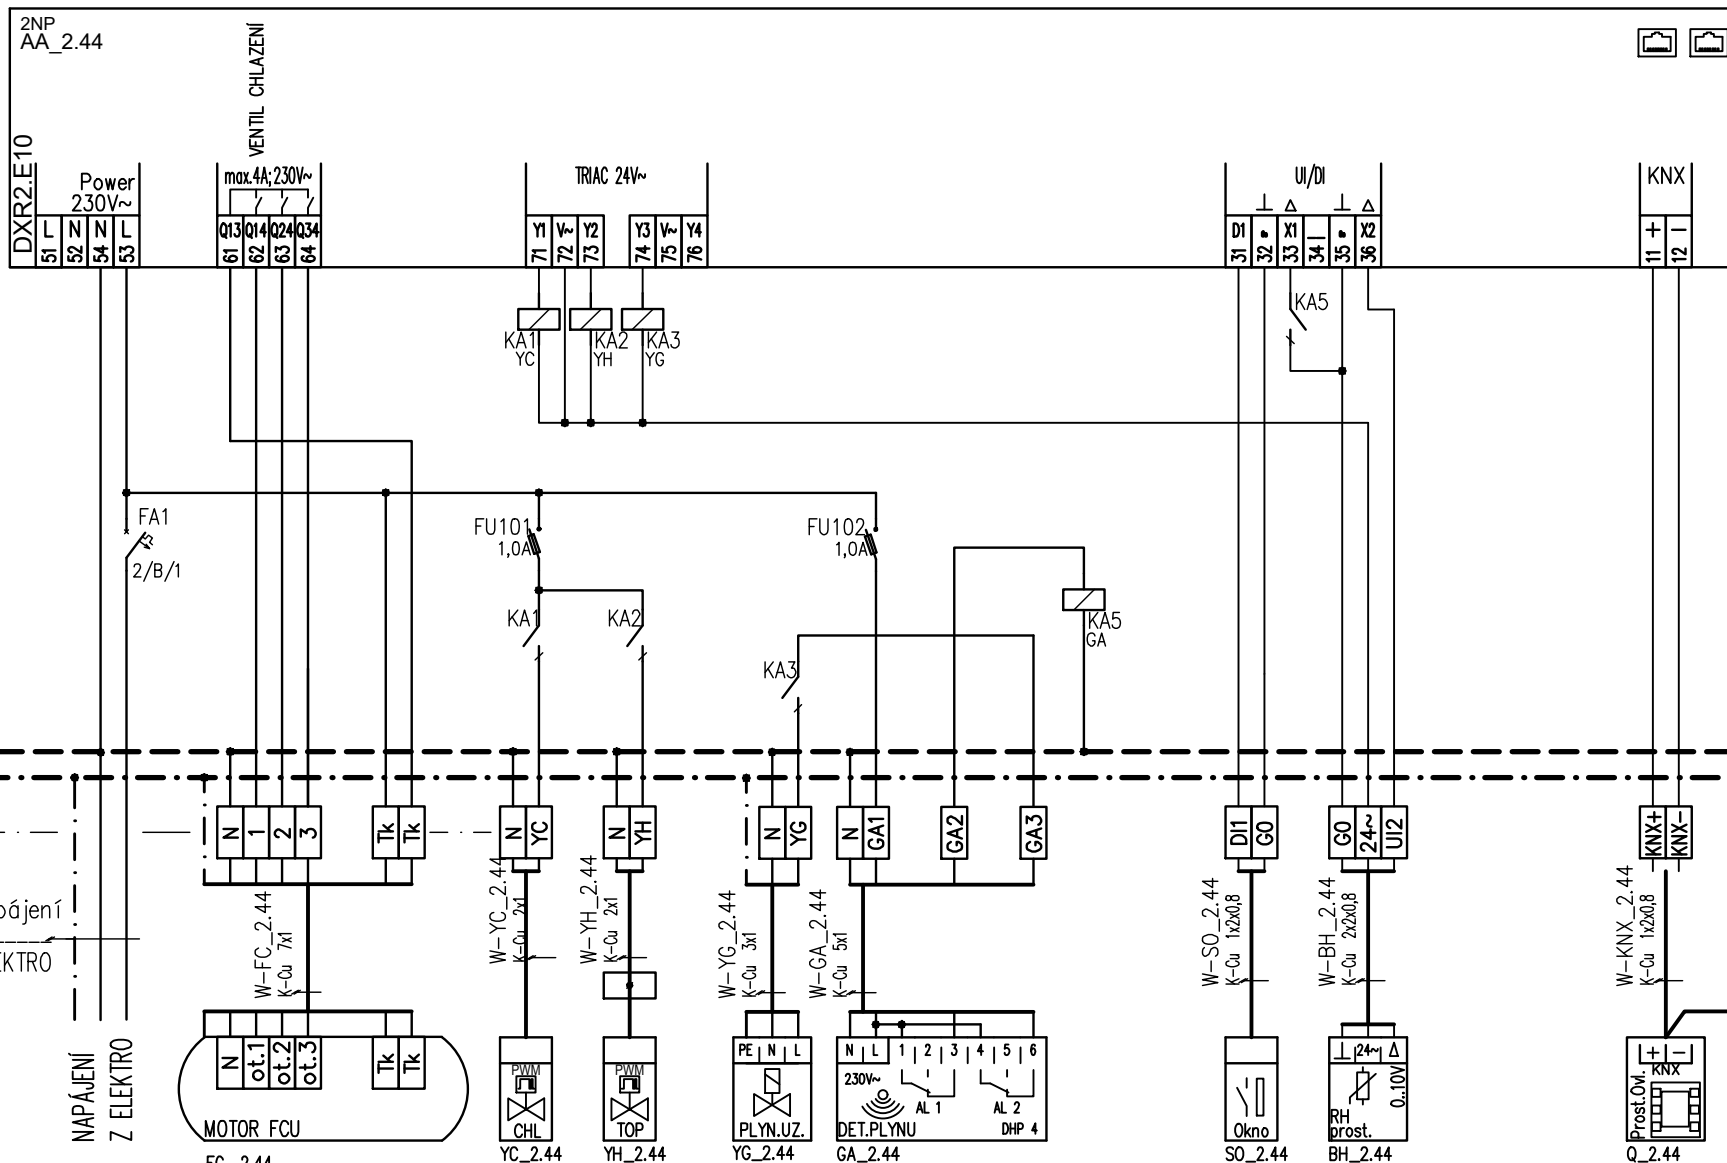 2NP
AA_2.44
VENTIL CHLAZENÍ
DXR2.E10
Power
230V~
max.4A;230V~
TRIAC 24V~
UI/DI
KNX
L N N L
51 52 54 53
Q13 Q14 Q24 Q34
61 62 63 64
Y1 V~ Y2
71 72 73
Y3 V~ Y4
74 75 76
D1 X1 X2
31 32 33 34 35 36
+ −
11 12
KA1
YC
KA2
YH
KA3
YG
KA5
FA1
2/B/1
FU101
1,0A
FU102
1,0A
KA1
KA2
KA3
KA5
GA
N 1 2 3
Tk Tk
N YC
N YH
N YG
N GA1
GA2
GA3
DI1 G0
G0 24~ UI2
KNX+ KNX-
pájení
EKTRO
W-FC_2.44
K-Cu 7x1
W-YC_2.44
K-Cu 2x1
W-YH_2.44
K-Cu 2x1
W-YG_2.44
K-Cu 3x1
W-GA_2.44
K-Cu 5x1
W-SO_2.44
K-Cu 1x2x0,8
W-BH_2.44
K-Cu 2x2x0,8
W-KNX_2.44
K-Cu 1x2x0,8
NAPÁJENÍ
Z ELEKTRO
N ot.1 ot.2 ot.3
Tk Tk
MOTOR FCU
FC_2.44
PWM
CHL
YC_2.44
PWM
TOP
YH_2.44
PE N L
PLYN.UZ.
YG_2.44
N L 1 2 3 4 5 6
230V~
AL 1
AL 2
DET.PLYNU
DHP 4
GA_2.44
Okno
SO_2.44
24~
0..10V
RH
prost.
BH_2.44
+ −
KNX
Prost.Ovl.
Q_2.44